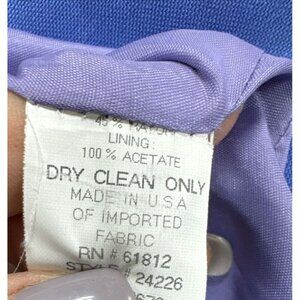 LINING:
100% ACETATE
DRY CLEAN ONLY
MADE IN U.S.A
OF IMPORTED
FABRIC
RN # 61812
24226